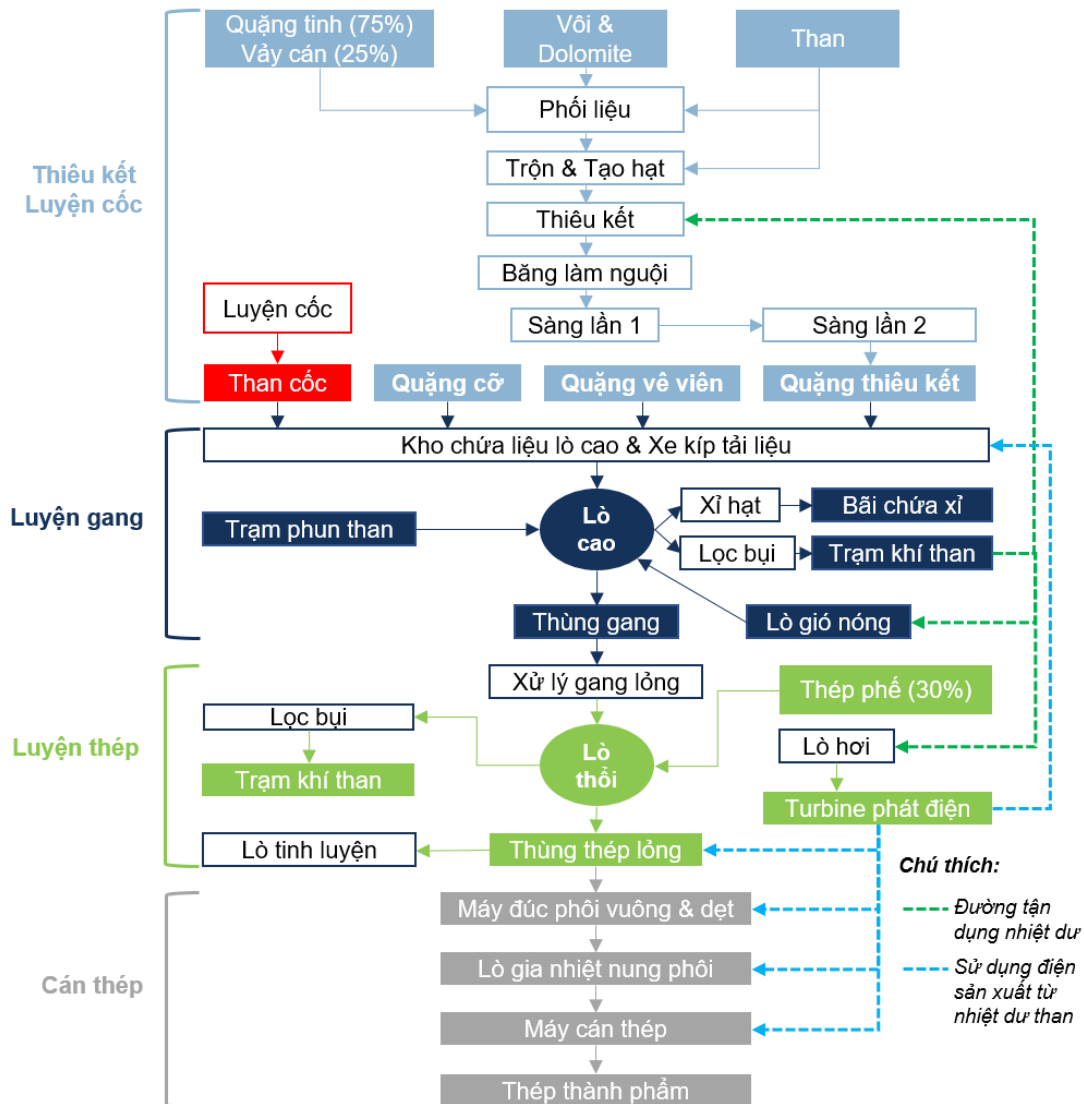 Quặng tinh (75%)
Vảy cán (25%)
Vôi &
Dolomite
Than
Phối liệu
Trộn & Tạo hạt
Thiêu kết
Luyện cốc
Thiêu kết
Băng làm nguội
Luyện cốc
Sàng lần 1
Sàng lần 2
Than cốc
Quặng cỡ
Quặng vê viên
Quặng thiêu kết
Kho chứa liệu lò cao & Xe kíp tải liệu
Luyện gang
Trạm phun than
Lò
cao
Xỉ hạt
Bãi chứa xỉ
Lọc bụi
Trạm khí than
Thùng gang
Lò gió nóng
Xử lý gang lỏng
Thép phế (30%)
Luyện thép
Lọc bụi
Lò hơi
Lò
thổi
Trạm khí than
Turbine phát điện
Lò tinh luyện
Thùng thép lỏng
Chú thích:
Đường tận
dụng nhiệt dư
Sử dụng điện
sản xuất từ
nhiệt dư than
Cán thép
Máy đúc phôi vuông & dẹt
Lò gia nhiệt nung phôi
Máy cán thép
Thép thành phẩm